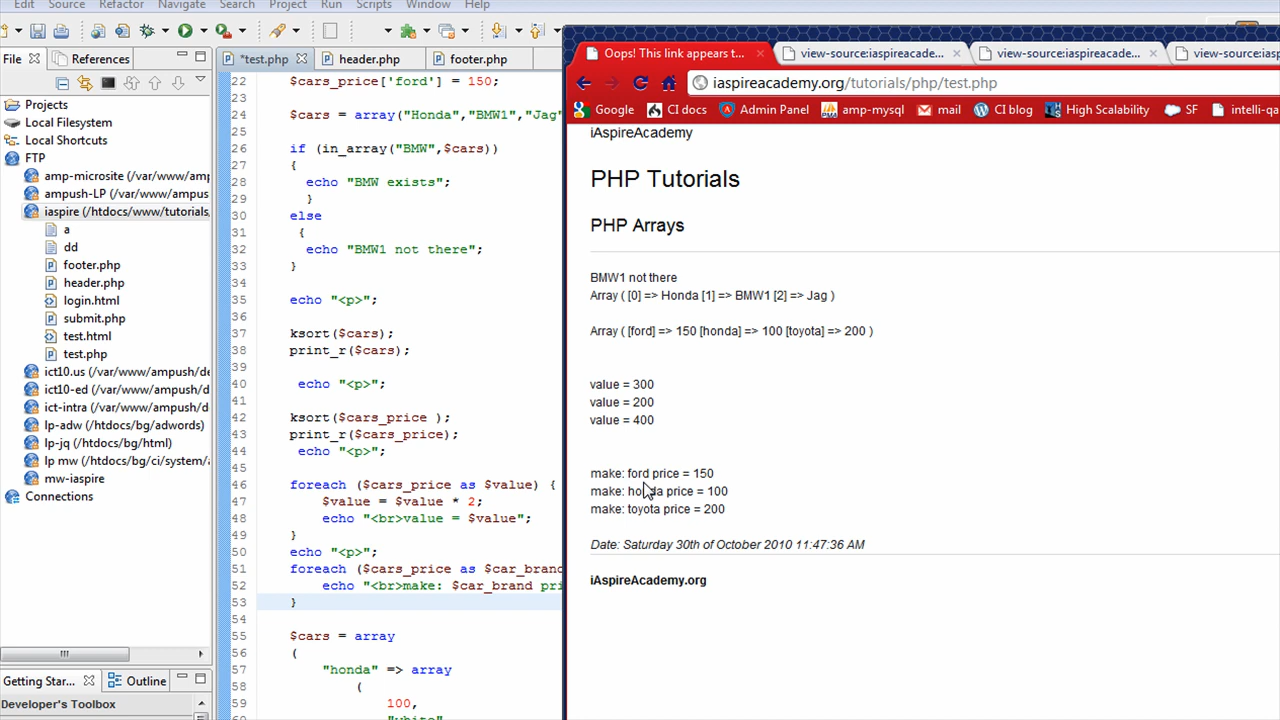 Edit Source Refactor Navigate Search Project Run Scripts Window Help
File References
*test.php header.php footer.php
Projects
Local Filesystem
Local Shortcuts
FTP
amp-microsite (/var/www/amp
ampush-LP (/var/www/ampus
iaspire (/htdocs/www/tutorials,
a
dd
footer.php
header.php
login.html
submit.php
test.html
test.php
ict10.us (/var/www/ampush/de
ict10-ed (/var/www/ampush/d
ict-intra (/var/www/ampush/d
lp-adw (/htdocs/bg/adwords)
lp-jq (/htdocs/bg/html)
lp mw (/htdocs/bg/ci/system/
mw-iaspire
Connections
Getting Star... Outline
Developer's Toolbox
22 $cars_price['ford'] = 150;
23
24 $cars = array("Honda","BMW1","Jag"
25
26 if (in_array("BMW",$cars))
27 {
28 echo "BMW exists";
29 }
30 else
31 {
32 echo "BMW1 not there";
33 }
34
35 echo "<p>";
36
37 ksort($cars);
38 print_r($cars);
39
40 echo "<p>";
41
42 ksort($cars_price );
43 print_r($cars_price);
44 echo "<p>";
45
46 foreach ($cars_price as $value) {
47 $value = $value * 2;
48 echo "<br>value = $value";
49 }
50 echo "<p>";
51 foreach ($cars_price as $car_brand
52 echo "<br>make: $car_brand pri
53 }
54
55 $cars = array
56 (
57 "honda" => array
58 (
59 100,
"white"
Oops! This link appears t... view-source:iaspireacade... view-source:iaspireacade... view-source:ias
iaspireacademy.org/tutorials/php/test.php
Google CI docs Admin Panel amp-mysql mail CI blog High Scalability SF intelli-qa
iAspireAcademy
PHP Tutorials
PHP Arrays
BMW1 not there
Array ( [0] => Honda [1] => BMW1 [2] => Jag )
Array ( [ford] => 150 [honda] => 100 [toyota] => 200 )
value = 300
value = 200
value = 400
make: ford price = 150
make: honda price = 100
make: toyota price = 200
Date: Saturday 30th of October 2010 11:47:36 AM
iAspireAcademy.org